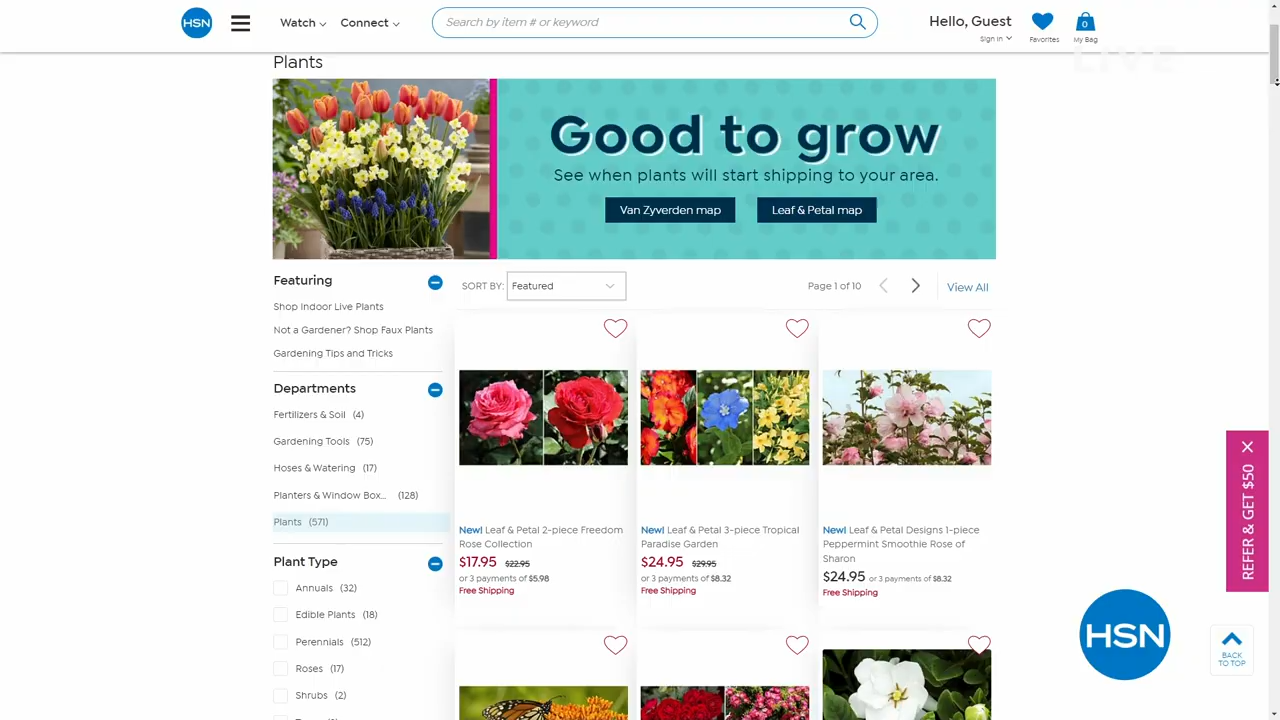 HSN
Watch
Connect
Search by item # or keyword
Hello, Guest
Sign In
Favorites
0
My Bag
LIVE
Plants
Good to grow
See when plants will start shipping to your area.
Van Zyverden map
Leaf & Petal map
Featuring
Shop Indoor Live Plants
Not a Gardener? Shop Faux Plants
Gardening Tips and Tricks
Departments
Fertilizers & Soil (4)
Gardening Tools (75)
Hoses & Watering (17)
Planters & Window Box... (128)
Plants (571)
Plant Type
Annuals (32)
Edible Plants (18)
Perennials (512)
Roses (17)
Shrubs (2)
SORT BY: Featured
Page 1 of 10
View All
New! Leaf & Petal 2-piece Freedom
Rose Collection
$17.95 $22.95
or 3 payments of $5.98
Free Shipping
New! Leaf & Petal 3-piece Tropical
Paradise Garden
$24.95 $29.95
or 3 payments of $8.32
Free Shipping
New! Leaf & Petal Designs 1-piece
Peppermint Smoothie Rose of
Sharon
$24.95 or 3 payments of $8.32
Free Shipping
REFER & GET $50
HSN
BACK
TO TOP